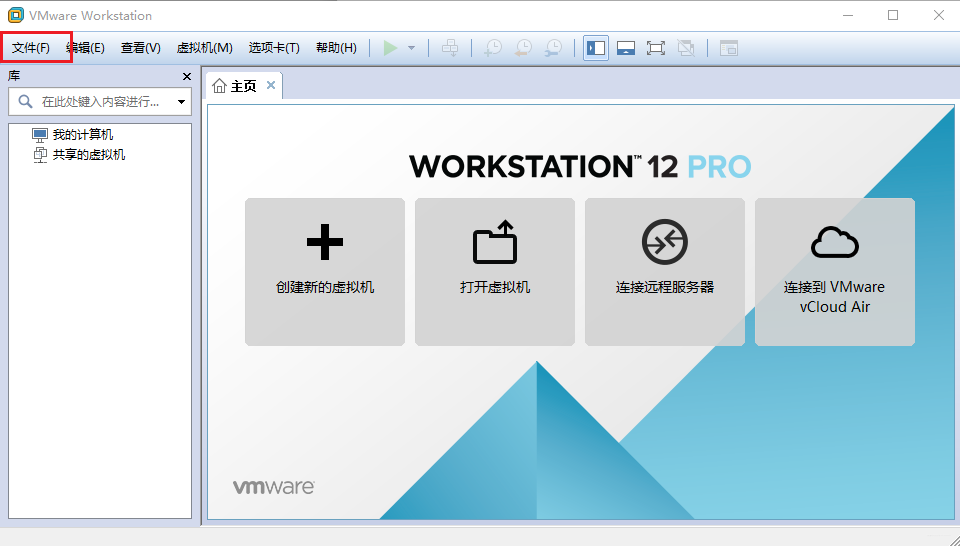 VMware Workstation
文件(F) 编辑(E) 查看(V) 虚拟机(M) 选项卡(T) 帮助(H)
库
在此处键入内容进行...
我的计算机
共享的虚拟机
主页
WORKSTATION™ 12 PRO
创建新的虚拟机
打开虚拟机
连接远程服务器
连接到 VMware
vCloud Air
vmware